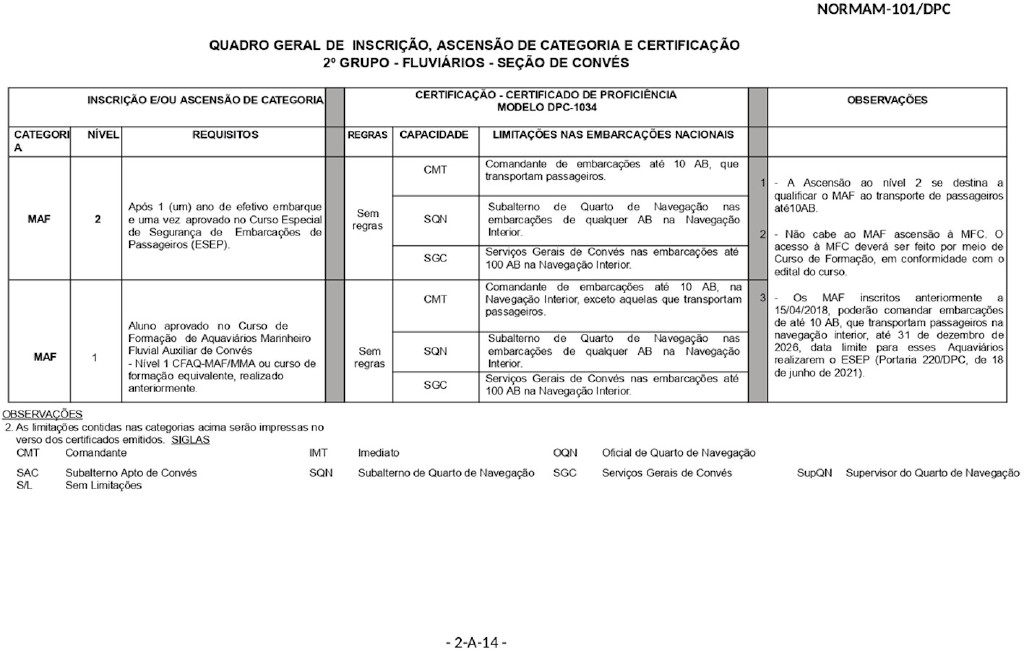 NORMAM-101/DPC
QUADRO GERAL DE INSCRIÇÃO, ASCENSÃO DE CATEGORIA E CERTIFICAÇÃO
2º GRUPO - FLUVIÁRIOS - SEÇÃO DE CONVÉS
INSCRIÇÃO E/OU ASCENSÃO DE CATEGORIA
CERTIFICAÇÃO - CERTIFICADO DE PROFICIÊNCIA
MODELO DPC-1034
OBSERVAÇÕES
CATEGORI
A
NÍVEL
REQUISITOS
REGRAS
CAPACIDADE
LIMITAÇÕES NAS EMBARCAÇÕES NACIONAIS
MAF
2
Após 1 (um) ano de efetivo embarque
e uma vez aprovado no Curso Especial
de Segurança de Embarcações de
Passageiros (ESEP).
Sem
regras
CMT
Comandante de embarcações até 10 AB, que
transportam passageiros.
SQN
Subalterno de Quarto de Navegação nas
embarcações de qualquer AB na Navegação
Interior.
SGC
Serviços Gerais de Convés nas embarcações até
100 AB na Navegação Interior.
MAF
1
Aluno aprovado no Curso de
Formação de Aquaviários Marinheiro
Fluvial Auxiliar de Convés
- Nível 1 CFAQ-MAF/MMA ou curso de
formação equivalente, realizado
anteriormente.
Sem
regras
CMT
Comandante de embarcações até 10 AB, na
Navegação Interior, exceto aquelas que transportam
passageiros.
SQN
Subalterno de Quarto de Navegação nas
embarcações de qualquer AB na Navegação
Interior.
SGC
Serviços Gerais de Convés nas embarcações até
100 AB na Navegação Interior.
1 - A Ascensão ao nível 2 se destina a
qualificar o MAF ao transporte de passageiros
até10AB.
2 - Não cabe ao MAF ascensão à MFC. O
acesso à MFC deverá ser feito por meio de
Curso de Formação, em conformidade com o
edital do curso.
3 - Os MAF inscritos anteriormente a
15/04/2018, poderão comandar embarcações
de até 10 AB, que transportam passageiros na
navegação interior, até 31 de dezembro de
2026, data limite para esses Aquaviários
realizarem o ESEP (Portaria 220/DPC, de 18
de junho de 2021).
OBSERVAÇÕES
2. As limitações contidas nas categorias acima serão impressas no
verso dos certificados emitidos. SIGLAS
CMT Comandante IMT Imediato OQN Oficial de Quarto de Navegação
SAC Subalterno Apto de Convés SQN Subalterno de Quarto de Navegação SGC Serviços Gerais de Convés SupQN Supervisor do Quarto de Navegação
S/L Sem Limitações
- 2-A-14 -